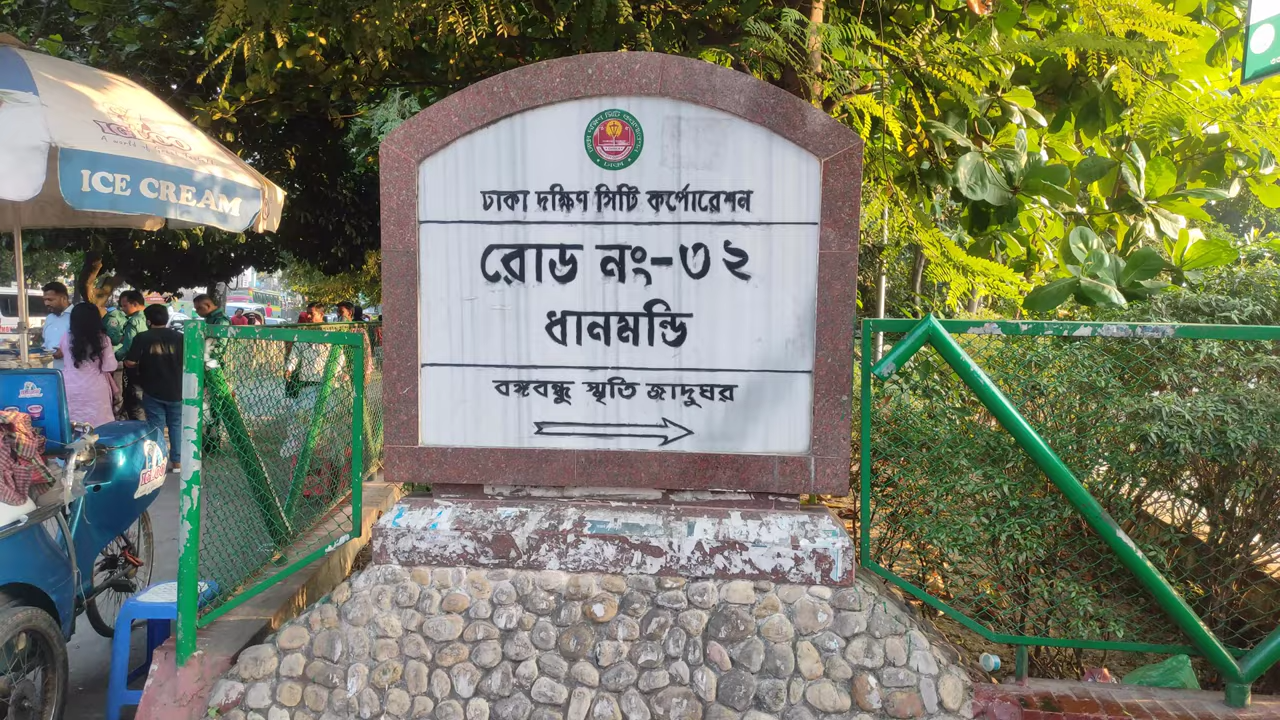 ঢাকা দক্ষিণ সিটি কর্পোরেশন
রোড নং-৩২
ধানমন্ডি
বঙ্গবন্ধু স্মৃতি জাদুঘর
ICE CREAM